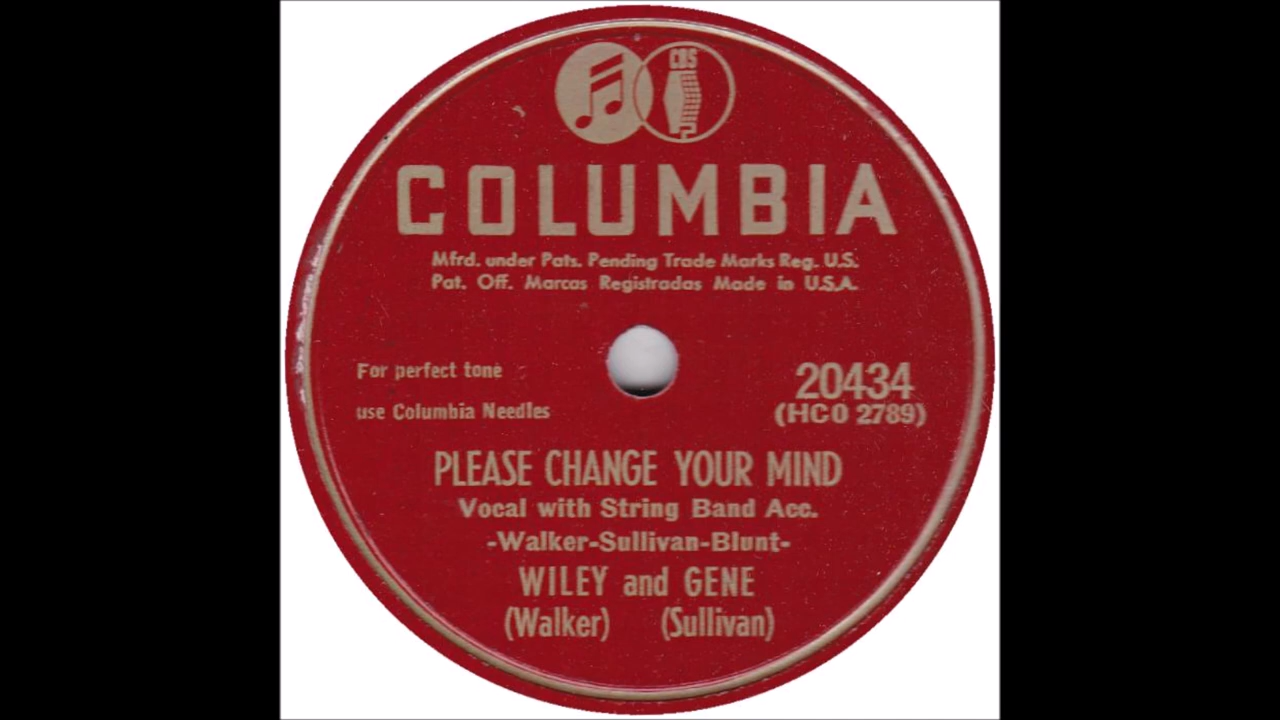 CBS
COLUMBIA
Mfrd. under Pats. Pending Trade Marks Reg. U.S.
Pat. Off. Marcas Registradas Made in U.S.A.
For perfect tone
use Columbia Needles
20434
(HCO 2789)
PLEASE CHANGE YOUR MIND
Vocal with String Band Acc.
-Walker-Sullivan-Blunt-
WILEY and GENE
(Walker) (Sullivan)